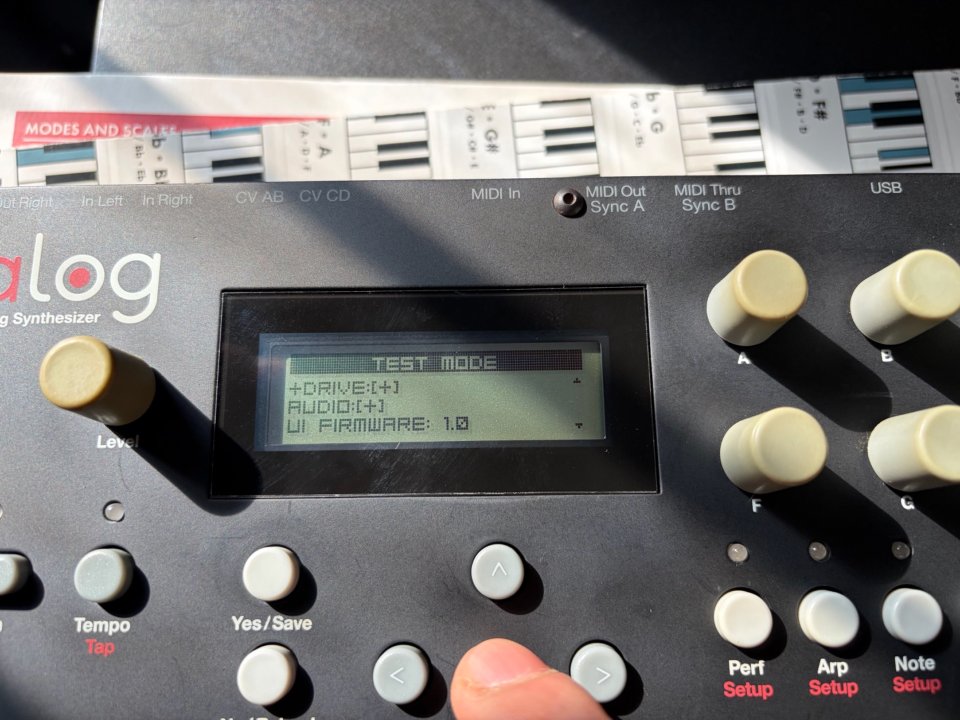 MODES AND SCALES
F + A
/ A • D • F
E + G#
b + G
• F#
Out Right
In Left
In Right
CV AB
CV CD
MIDI In
MIDI Out
Sync A
MIDI Thru
Sync B
USB
alog
g Synthesizer
TEST MODE
+DRIVE:[+]
AUDIO:[+]
UI FIRMWARE: 1.0
A
B
Level
F
G
Tempo
Tap
Yes/Save
<
^
>
Perf
Setup
Arp
Setup
Note
Setup